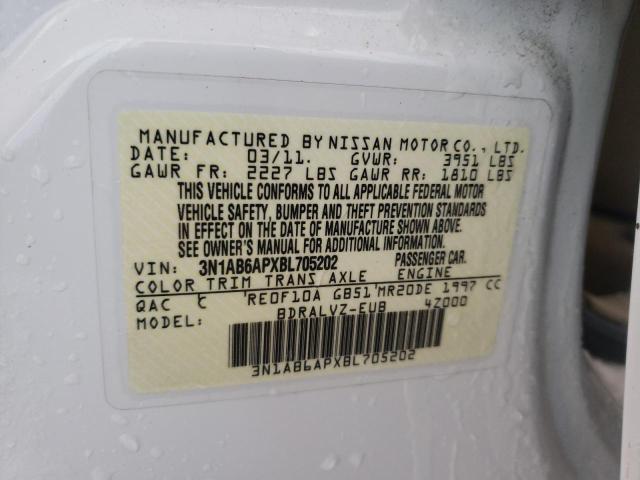 MANUFACTURED BY NISSAN MOTOR CO., LTD.
DATE: 03/11. GVWR: 3951 LBS
GAWR FR: 2227 LBS GAWR RR: 1810 LBS
THIS VEHICLE CONFORMS TO ALL APPLICABLE FEDERAL MOTOR
VEHICLE SAFETY, BUMPER AND THEFT PREVENTION STANDARDS
IN EFFECT ON THE DATE OF MANUFACTURE SHOWN ABOVE.
SEE OWNER'S MANUAL FOR ADDITIONAL INFORMATION.
VIN: 3N1AB6APXBL705202 PASSENGER CAR.
COLOR TRIM TRANS AXLE ENGINE
QAC C RE0F10A GB51 MR20DE 1997 CC
MODEL: BDRALVZ-EUB 4Z000
3N1AB6APXBL705202